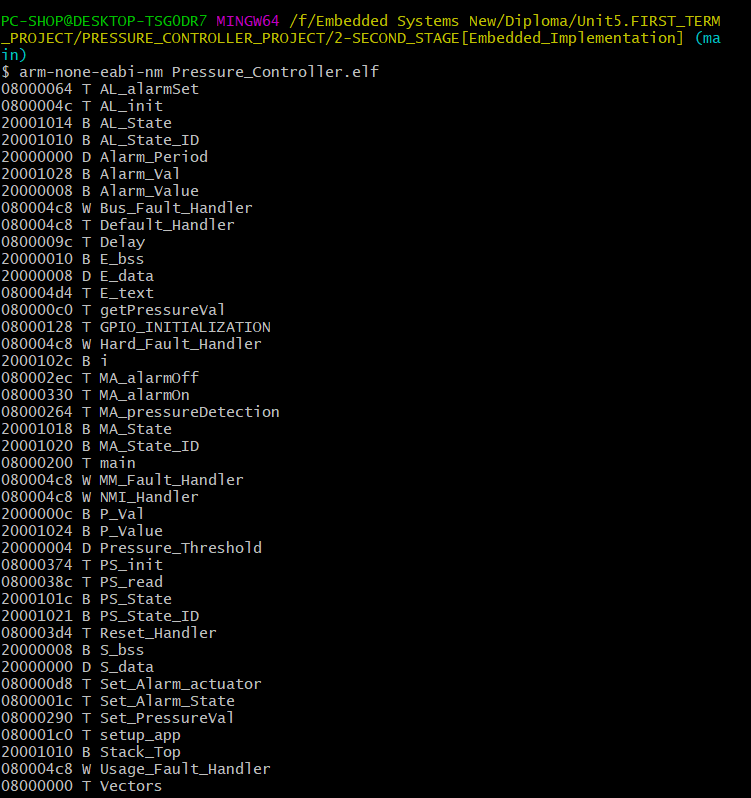 PC-SHOP@DESKTOP-TSG0DR7 MINGW64 /f/Embedded Systems New/Diploma/Unit5.FIRST_TERM
_PROJECT/PRESSURE_CONTROLLER_PROJECT/2-SECOND_STAGE[Embedded_Implementation] (ma
in)
$ arm-none-eabi-nm Pressure_Controller.elf
08000064 T AL_alarmSet
0800004c T AL_init
20001014 B AL_State
20001010 B AL_State_ID
20000000 D Alarm_Period
20001028 B Alarm_Val
20000008 B Alarm_Value
080004c8 W Bus_Fault_Handler
080004c8 T Default_Handler
0800009c T Delay
20000010 B E_bss
20000008 D E_data
080004d4 T E_text
080000c0 T getPressureVal
08000128 T GPIO_INITIALIZATION
080004c8 W Hard_Fault_Handler
2000102c B i
080002ec T MA_alarmOff
08000330 T MA_alarmOn
08000264 T MA_pressureDetection
20001018 B MA_State
20001020 B MA_State_ID
08000200 T main
080004c8 W MM_Fault_Handler
080004c8 W NMI_Handler
2000000c B P_Val
20001024 B P_Value
20000004 D Pressure_Threshold
08000374 T PS_init
0800038c T PS_read
2000101c B PS_State
20001021 B PS_State_ID
080003d4 T Reset_Handler
20000008 B S_bss
20000000 D S_data
080000d8 T Set_Alarm_actuator
0800001c T Set_Alarm_State
08000290 T Set_PressureVal
080001c0 T setup_app
20001010 B Stack_Top
080004c8 W Usage_Fault_Handler
08000000 T Vectors